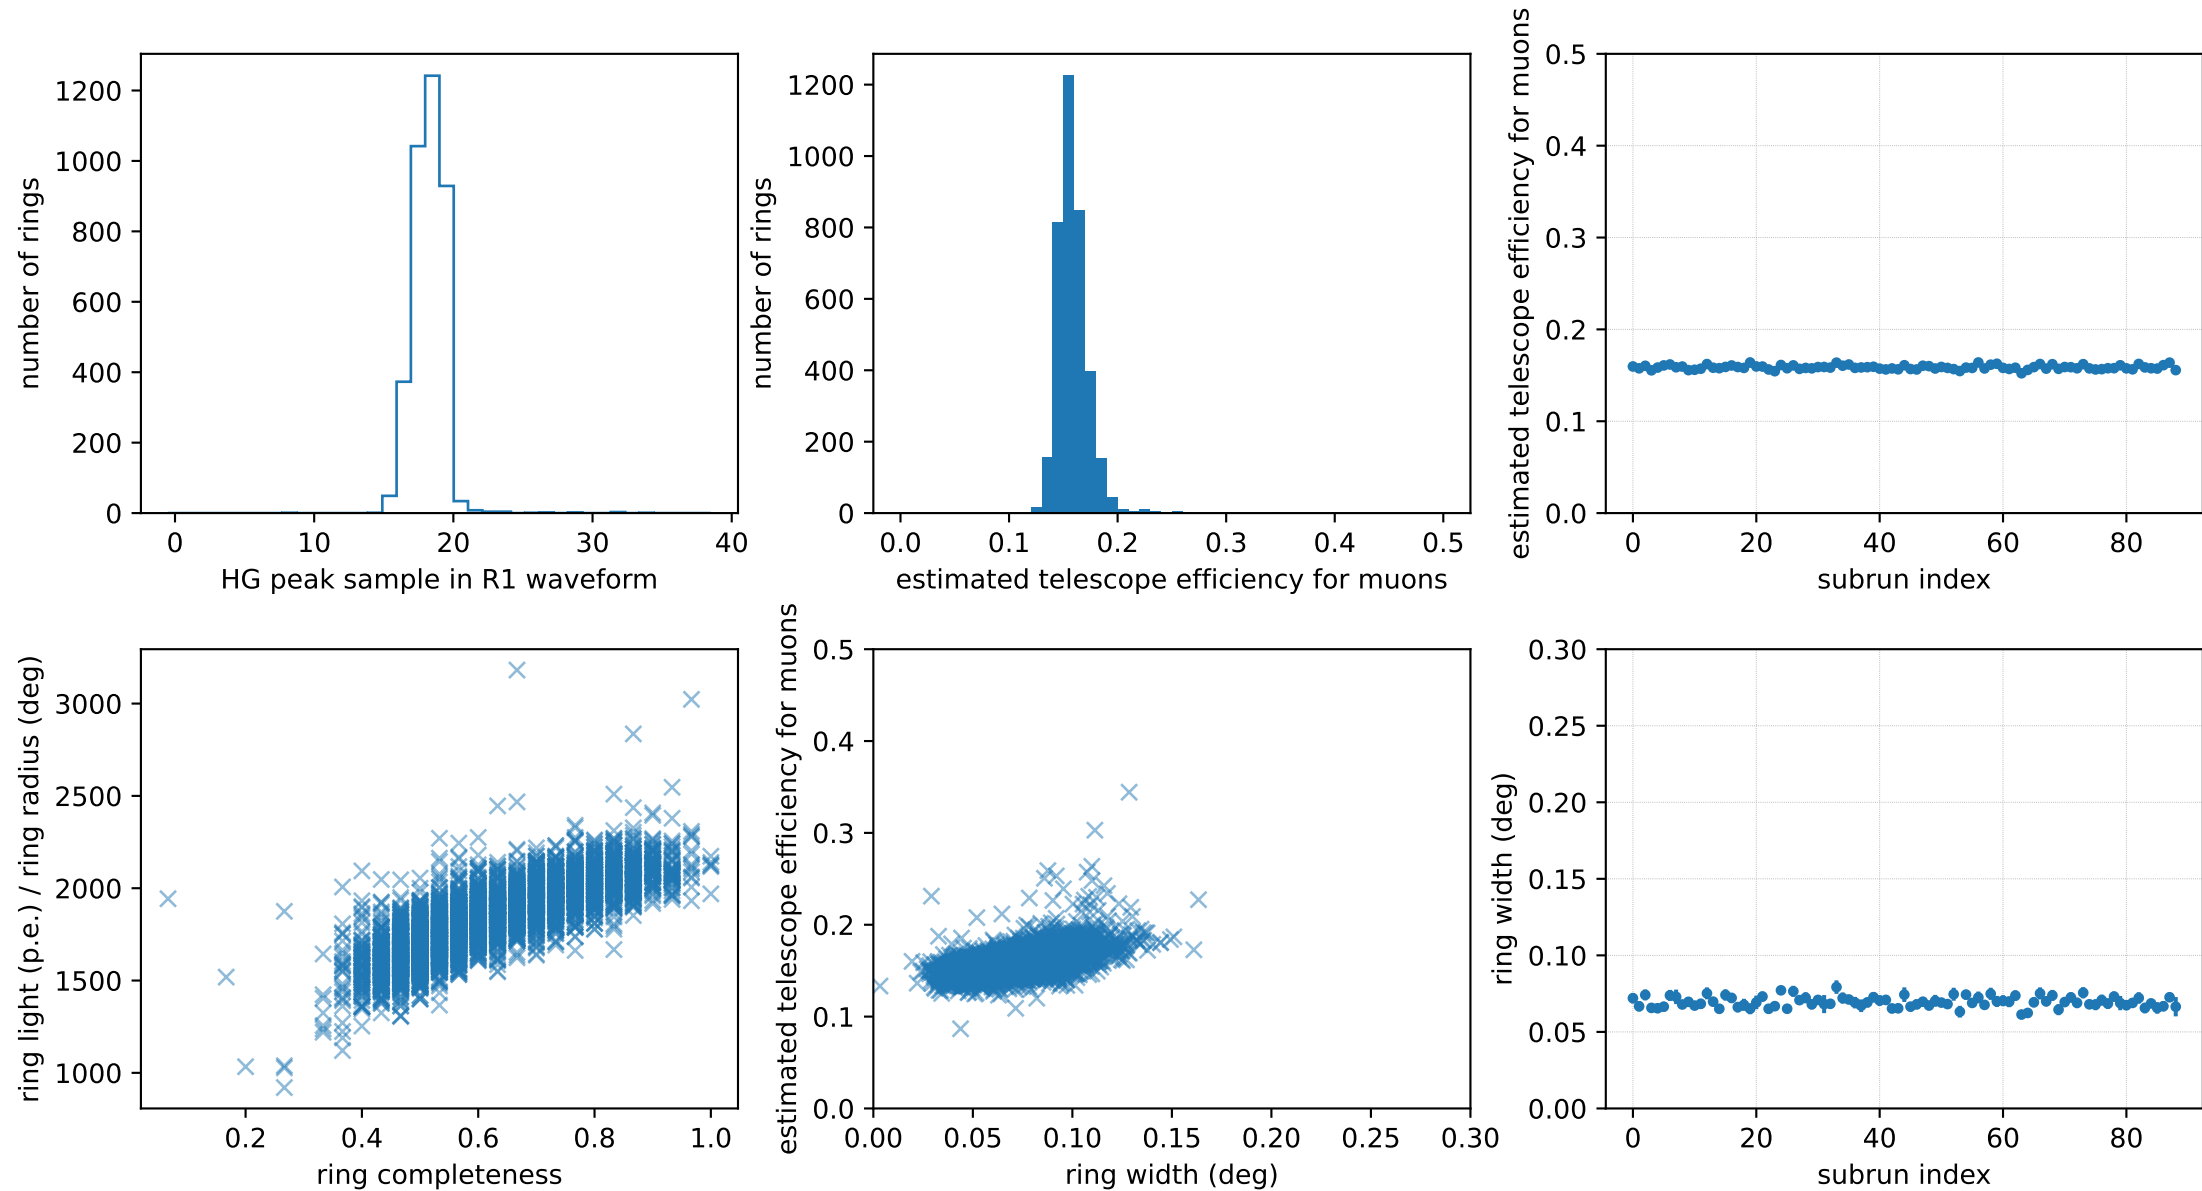 number of rings
1200
1000
800
600
400
200
0
0 10 20 30 40
HG peak sample in R1 waveform
number of rings
1200
1000
800
600
400
200
0
0.0 0.1 0.2 0.3 0.4 0.5
estimated telescope efficiency for muons
estimated telescope efficiency for muons
0.5
0.4
0.3
0.2
0.1
0.0
0 20 40 60 80
subrun index
ring light (p.e.) / ring radius (deg)
3000
2500
2000
1500
1000
0.2 0.4 0.6 0.8 1.0
ring completeness
estimated telescope efficiency for muons
0.5
0.4
0.3
0.2
0.1
0.0
0.00 0.05 0.10 0.15 0.20 0.25 0.30
ring width (deg)
ring width (deg)
0.30
0.25
0.20
0.15
0.10
0.05
0.00
0 20 40 60 80
subrun index